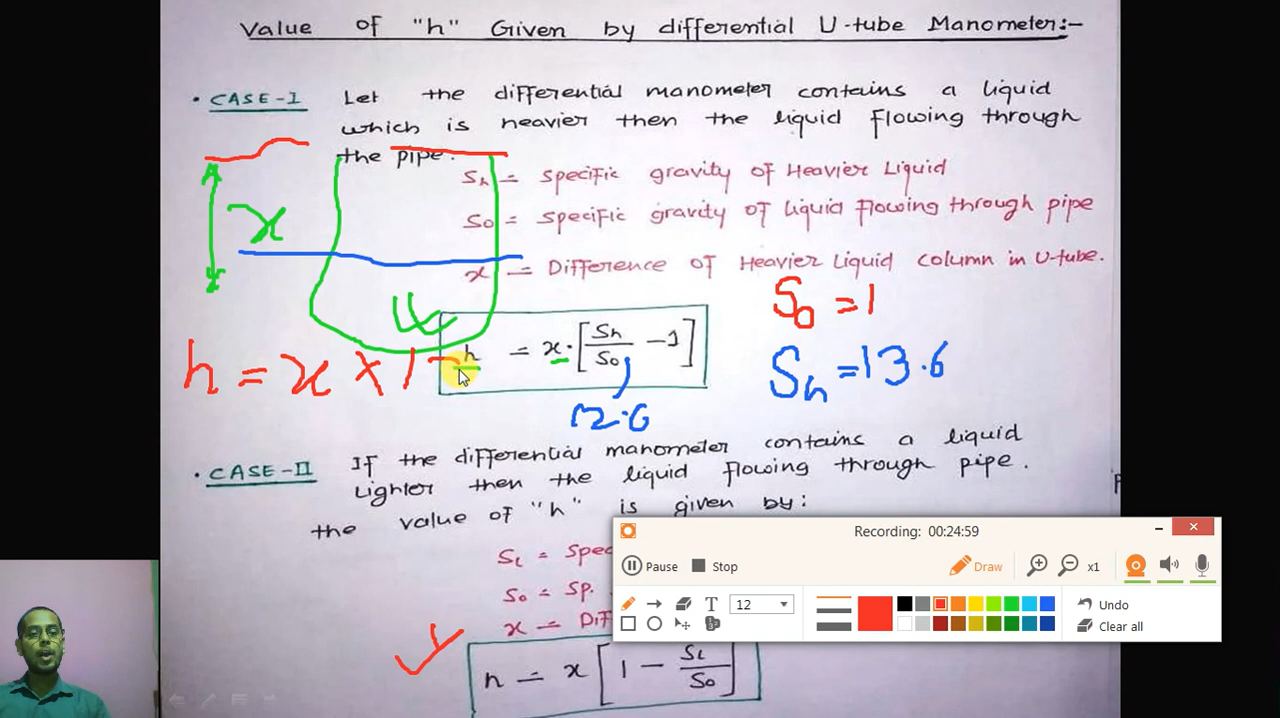 Value of "h" Given by differential U-tube Manometer:-
• CASE-I Let the differential manometer contains a liquid
which is heavier then the liquid flowing through
the pipe.
Sh = Specific gravity of Heavier Liquid
So = Specific gravity of liquid flowing through pipe
x = Difference of Heavier Liquid column in U-tube.
x
So = 1
h = x · [Sh/So − 1]
h = x × 1
Sh = 13.6
• CASE-II If the differential manometer contains a liquid
Lighter then the liquid flowing through pipe.
the value of "h" is given by:
SL =
So = Sp.
x =
h = x [1 − SL/So]
Recording: 00:24:59
Pause Stop Draw x1
T 12 Undo
Clear all